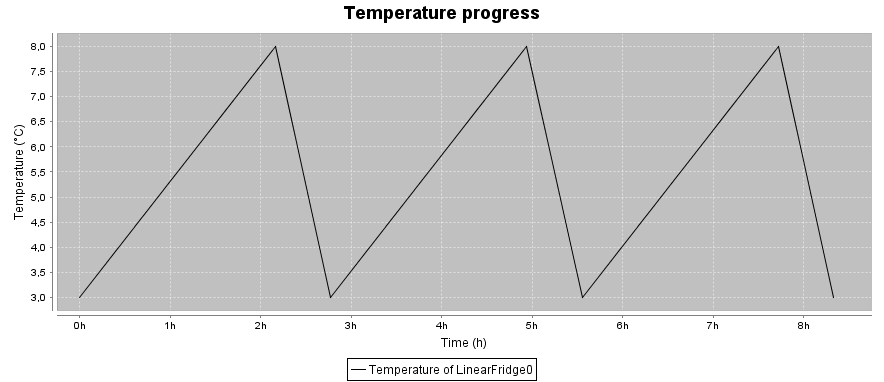 Temperature progress
8,0
7,5
7,0
6,5
6,0
5,5
5,0
4,5
4,0
3,5
3,0
Temperature (°C)
0h 1h 2h 3h 4h 5h 6h 7h 8h
Time (h)
Temperature of LinearFridge0